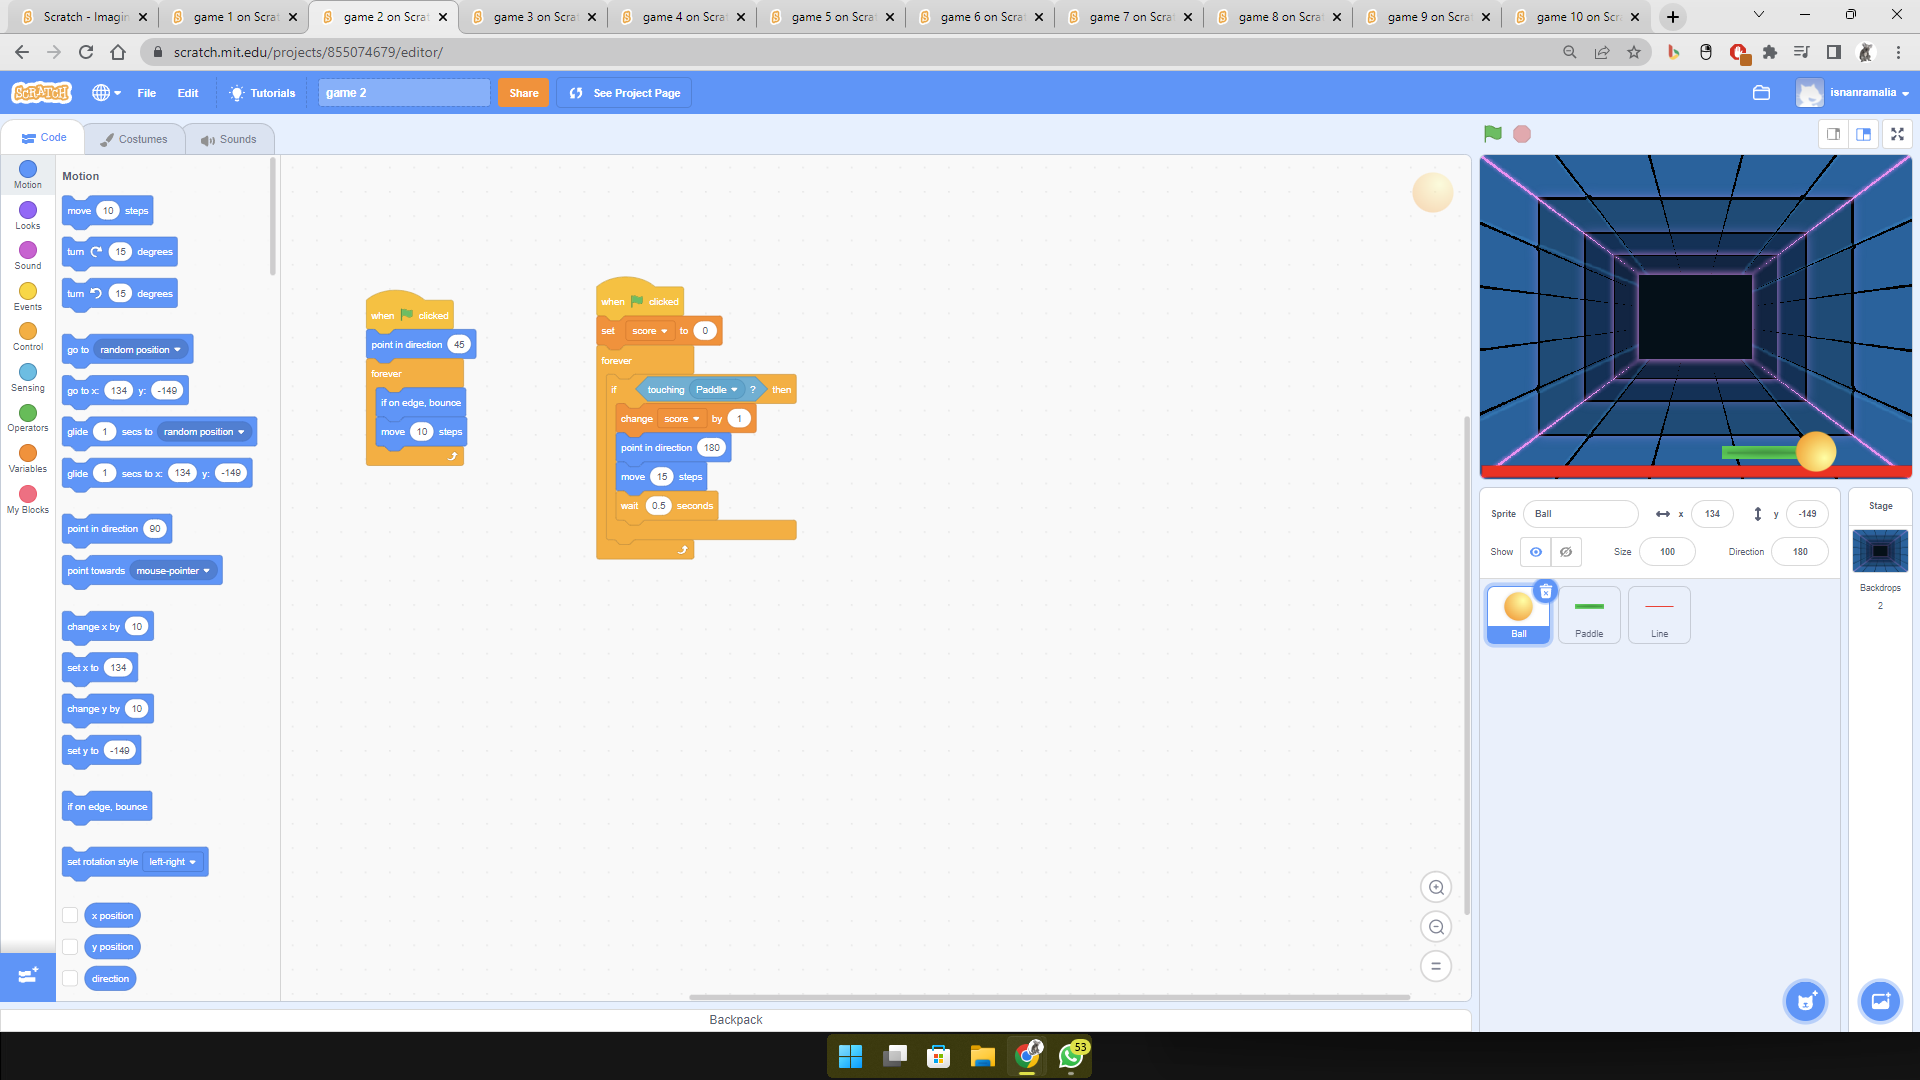 Scratch - Imagin
game 1 on Scra
game 2 on Scrat
game 3 on Scra
game 4 on Scra
game 5 on Scra
game 6 on Scra
game 7 on Scra
game 8 on Scra
game 9 on Scra
game 10 on Scr
scratch.mit.edu/projects/855074679/editor/
SCRATCH
File
Edit
Tutorials
game 2
Share
See Project Page
isnanramalia
Code
Costumes
Sounds
Motion
Looks
Sound
Events
Control
Sensing
Operators
Variables
My Blocks
Motion
move 10 steps
turn 15 degrees
turn 15 degrees
go to random position
go to x: 134 y: -149
glide 1 secs to random position
glide 1 secs to x: 134 y: -149
point in direction 90
point towards mouse-pointer
change x by 10
set x to 134
change y by 10
set y to -149
if on edge, bounce
set rotation style left-right
x position
y position
direction
when clicked
point in direction 45
forever
if on edge, bounce
move 10 steps
when clicked
set score to 0
forever
if touching Paddle ? then
change score by 1
point in direction 180
move 15 steps
wait 0.5 seconds
Backpack
Sprite Ball x 134 y -149
Show Size 100 Direction 180
Ball
Paddle
Line
Stage
Backdrops
2
53